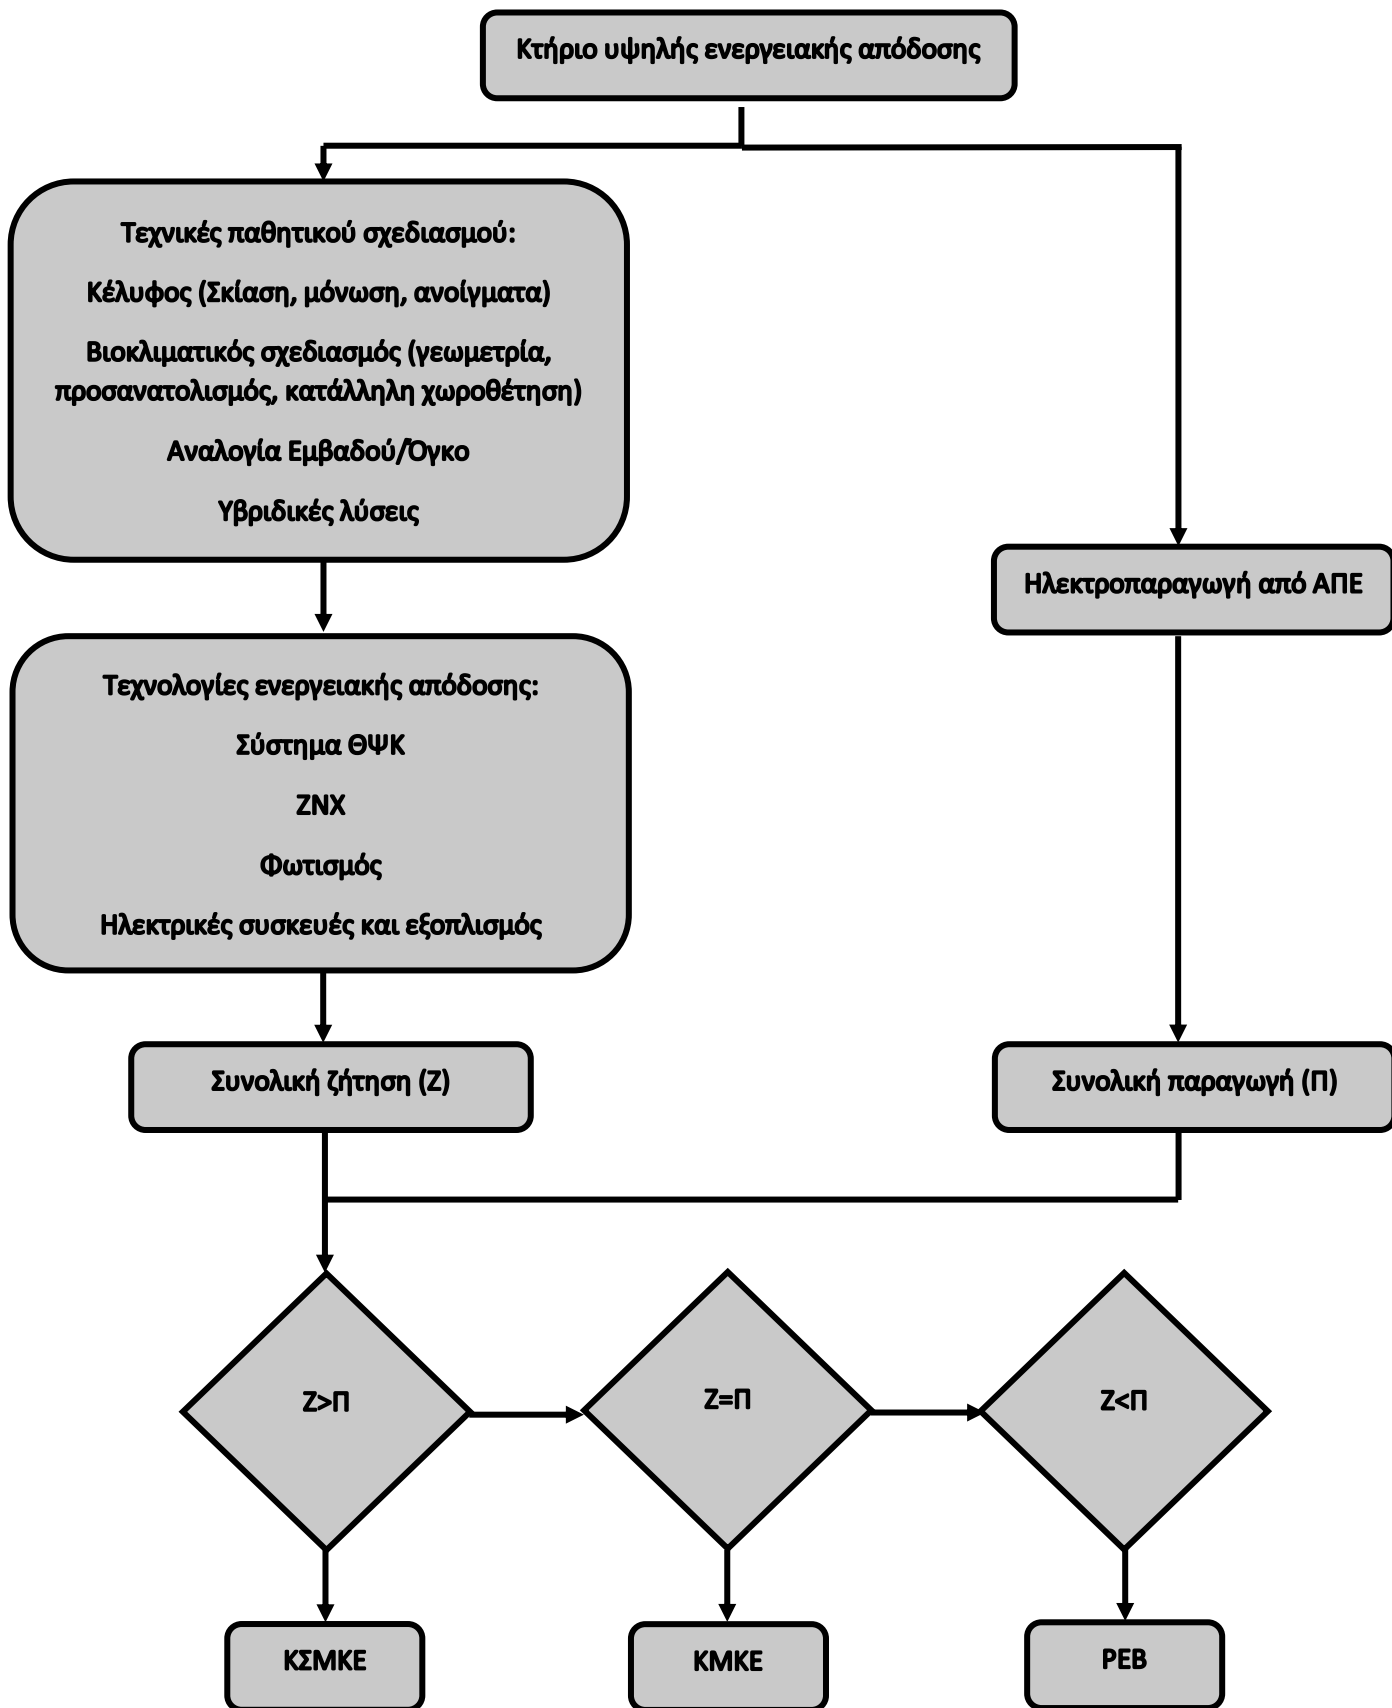 Κτήριο υψηλής ενεργειακής απόδοσης
Τεχνικές παθητικού σχεδιασμού:
Κέλυφος (Σκίαση, μόνωση, ανοίγματα)
Βιοκλιματικός σχεδιασμός (γεωμετρία,
προσανατολισμός, κατάλληλη χωροθέτηση)
Αναλογία Εμβαδού/Όγκο
Υβριδικές λύσεις
Ηλεκτροπαραγωγή από ΑΠΕ
Τεχνολογίες ενεργειακής απόδοσης:
Σύστημα ΘΨΚ
ΖΝΧ
Φωτισμός
Ηλεκτρικές συσκευές και εξοπλισμός
Συνολική ζήτηση (Ζ)
Συνολική παραγωγή (Π)
Ζ>Π
Ζ=Π
Ζ<Π
ΚΣΜΚΕ
ΚΜΚΕ
PEB